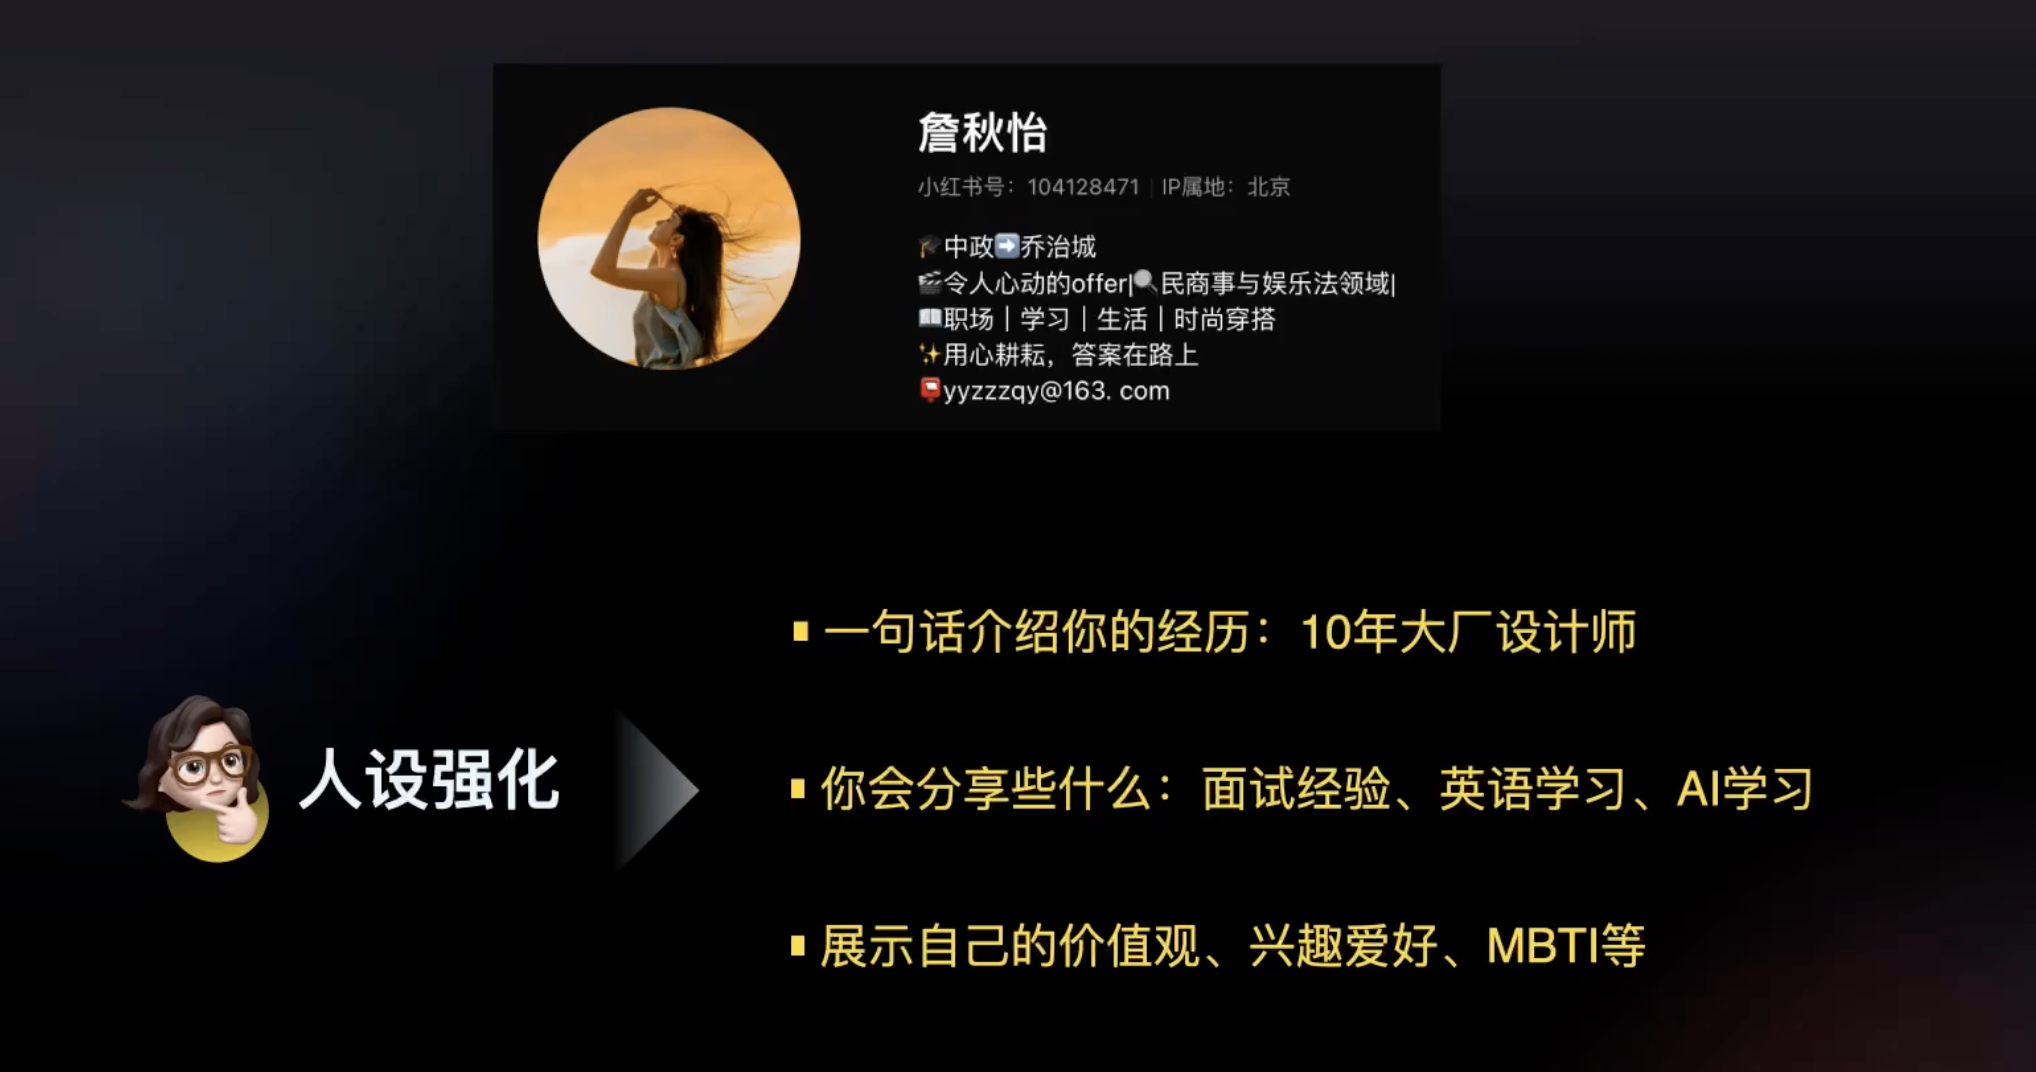 詹秋怡
小红书号：104128471 | IP属地：北京
🎓中政➡️乔治城
🎬令人心动的offer|🔍民商事与娱乐法领域|
📖职场｜学习｜生活｜时尚穿搭
✨用心耕耘，答案在路上
📮yyzzzqy@163. com
▪一句话介绍你的经历：10年大厂设计师
人设强化
▪你会分享些什么：面试经验、英语学习、AI学习
▪展示自己的价值观、兴趣爱好、MBTI等